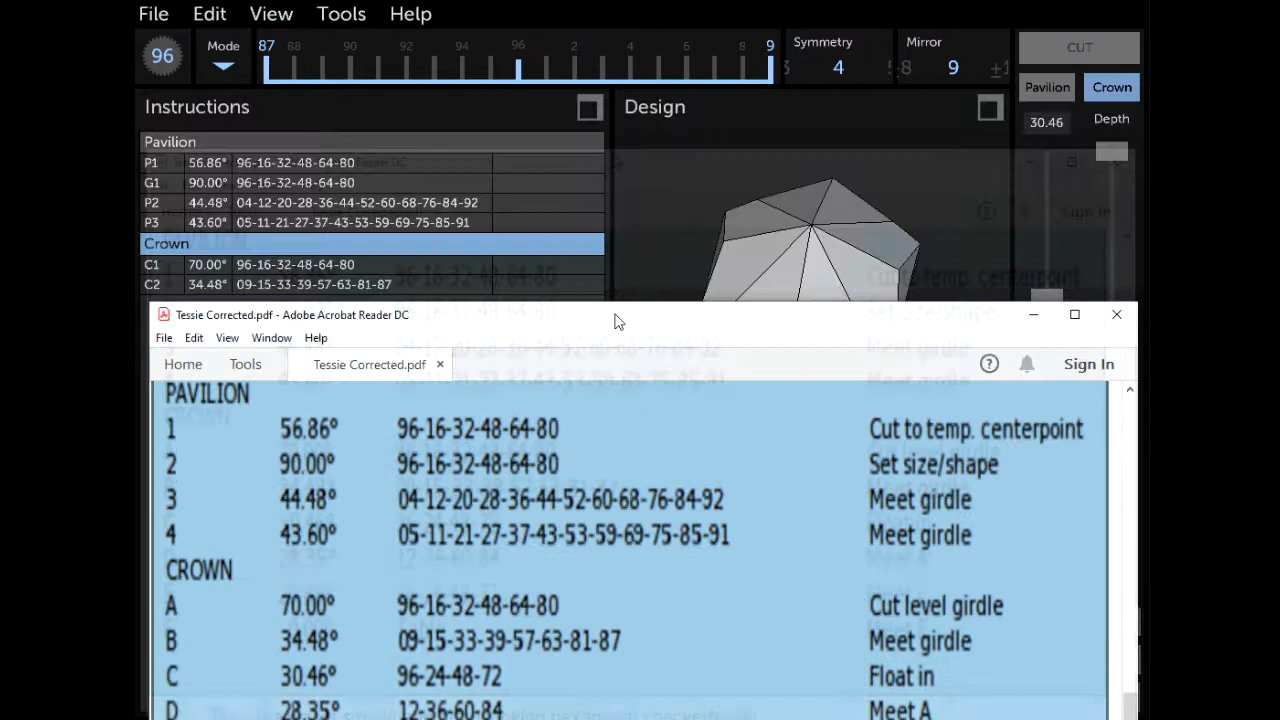 File Edit View Tools Help
96 Mode 87 88 90 92 94 96 2 4 6 8 9 Symmetry 4 Mirror 9 CUT
Pavilion Crown
30.46 Depth
Instructions
Pavilion
P1 56.86° 96-16-32-48-64-80
G1 90.00° 96-16-32-48-64-80
P2 44.48° 04-12-20-28-36-44-52-60-68-76-84-92
P3 43.60° 05-11-21-27-37-43-53-59-69-75-85-91
Crown
C1 70.00° 96-16-32-48-64-80
C2 34.48° 09-15-33-39-57-63-81-87
Design
Tessie Corrected.pdf - Adobe Acrobat Reader DC
File Edit View Window Help
Home Tools Tessie Corrected.pdf × Sign In
PAVILION
1 56.86° 96-16-32-48-64-80 Cut to temp. centerpoint
2 90.00° 96-16-32-48-64-80 Set size/shape
3 44.48° 04-12-20-28-36-44-52-60-68-76-84-92 Meet girdle
4 43.60° 05-11-21-27-37-43-53-59-69-75-85-91 Meet girdle
CROWN
A 70.00° 96-16-32-48-64-80 Cut level girdle
B 34.48° 09-15-33-39-57-63-81-87 Meet girdle
C 30.46° 96-24-48-72 Float in
D 28.35° 12-36-60-84 Meet A